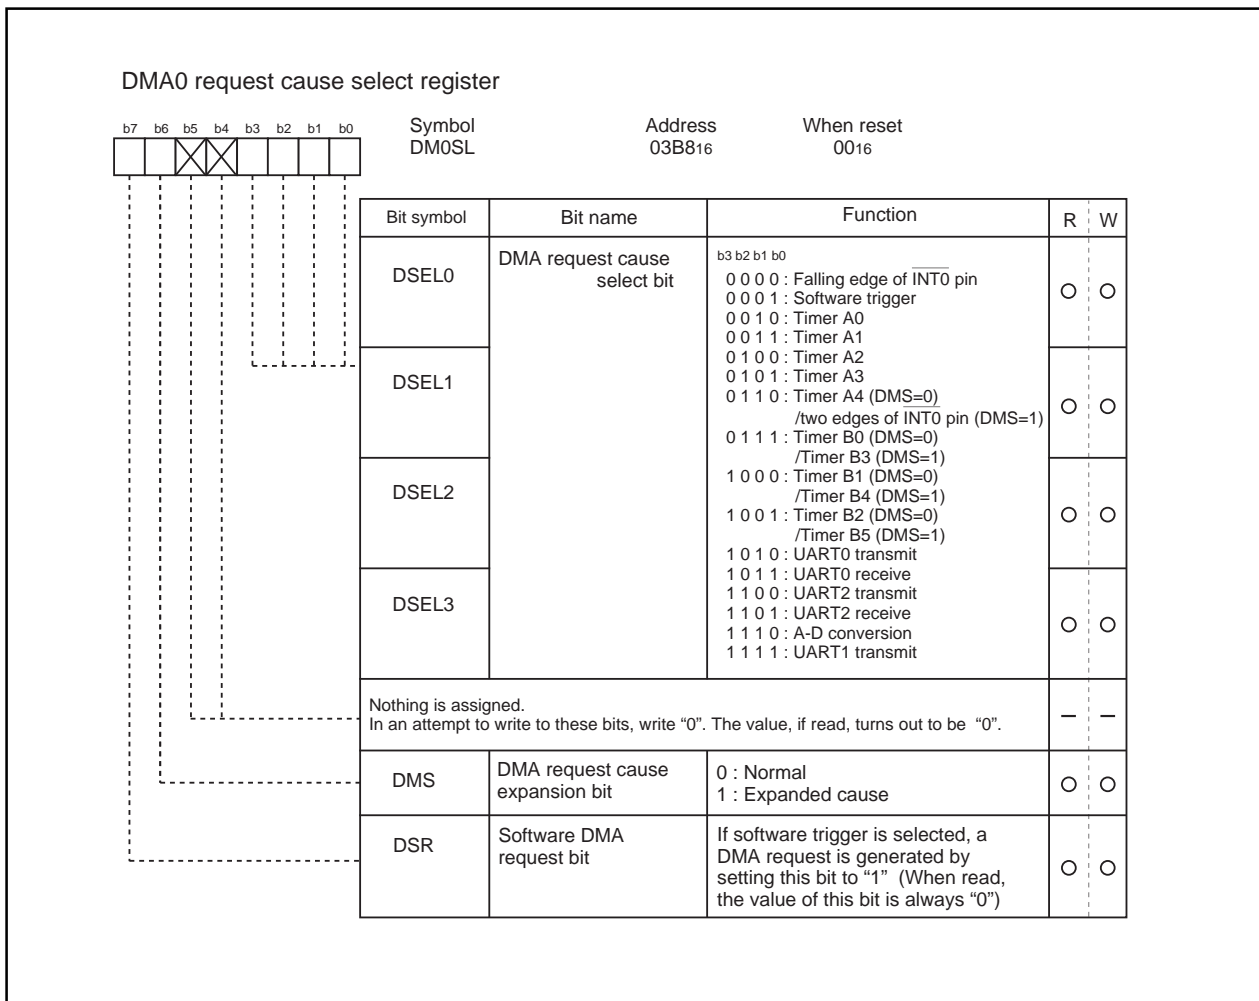 DMA0 request cause select register
b7 b6 b5 b4 b3 b2 b1 b0
Symbol Address When reset
DM0SL 03B816 0016
Bit symbol Bit name Function R W
DSEL0
DMA request cause
select bit
b3 b2 b1 b0
0 0 0 0 : Falling edge of INT0 pin
0 0 0 1 : Software trigger
0 0 1 0 : Timer A0
0 0 1 1 : Timer A1
0 1 0 0 : Timer A2
0 1 0 1 : Timer A3
0 1 1 0 : Timer A4 (DMS=0)
/two edges of INT0 pin (DMS=1)
0 1 1 1 : Timer B0 (DMS=0)
/Timer B3 (DMS=1)
1 0 0 0 : Timer B1 (DMS=0)
/Timer B4 (DMS=1)
1 0 0 1 : Timer B2 (DMS=0)
/Timer B5 (DMS=1)
1 0 1 0 : UART0 transmit
1 0 1 1 : UART0 receive
1 1 0 0 : UART2 transmit
1 1 0 1 : UART2 receive
1 1 1 0 : A-D conversion
1 1 1 1 : UART1 transmit
DSEL1
DSEL2
DSEL3
Nothing is assigned.
In an attempt to write to these bits, write “0”. The value, if read, turns out to be “0”.
– –
DMS
DMA request cause
expansion bit
0 : Normal
1 : Expanded cause
DSR
Software DMA
request bit
If software trigger is selected, a
DMA request is generated by
setting this bit to “1” (When read,
the value of this bit is always “0”)